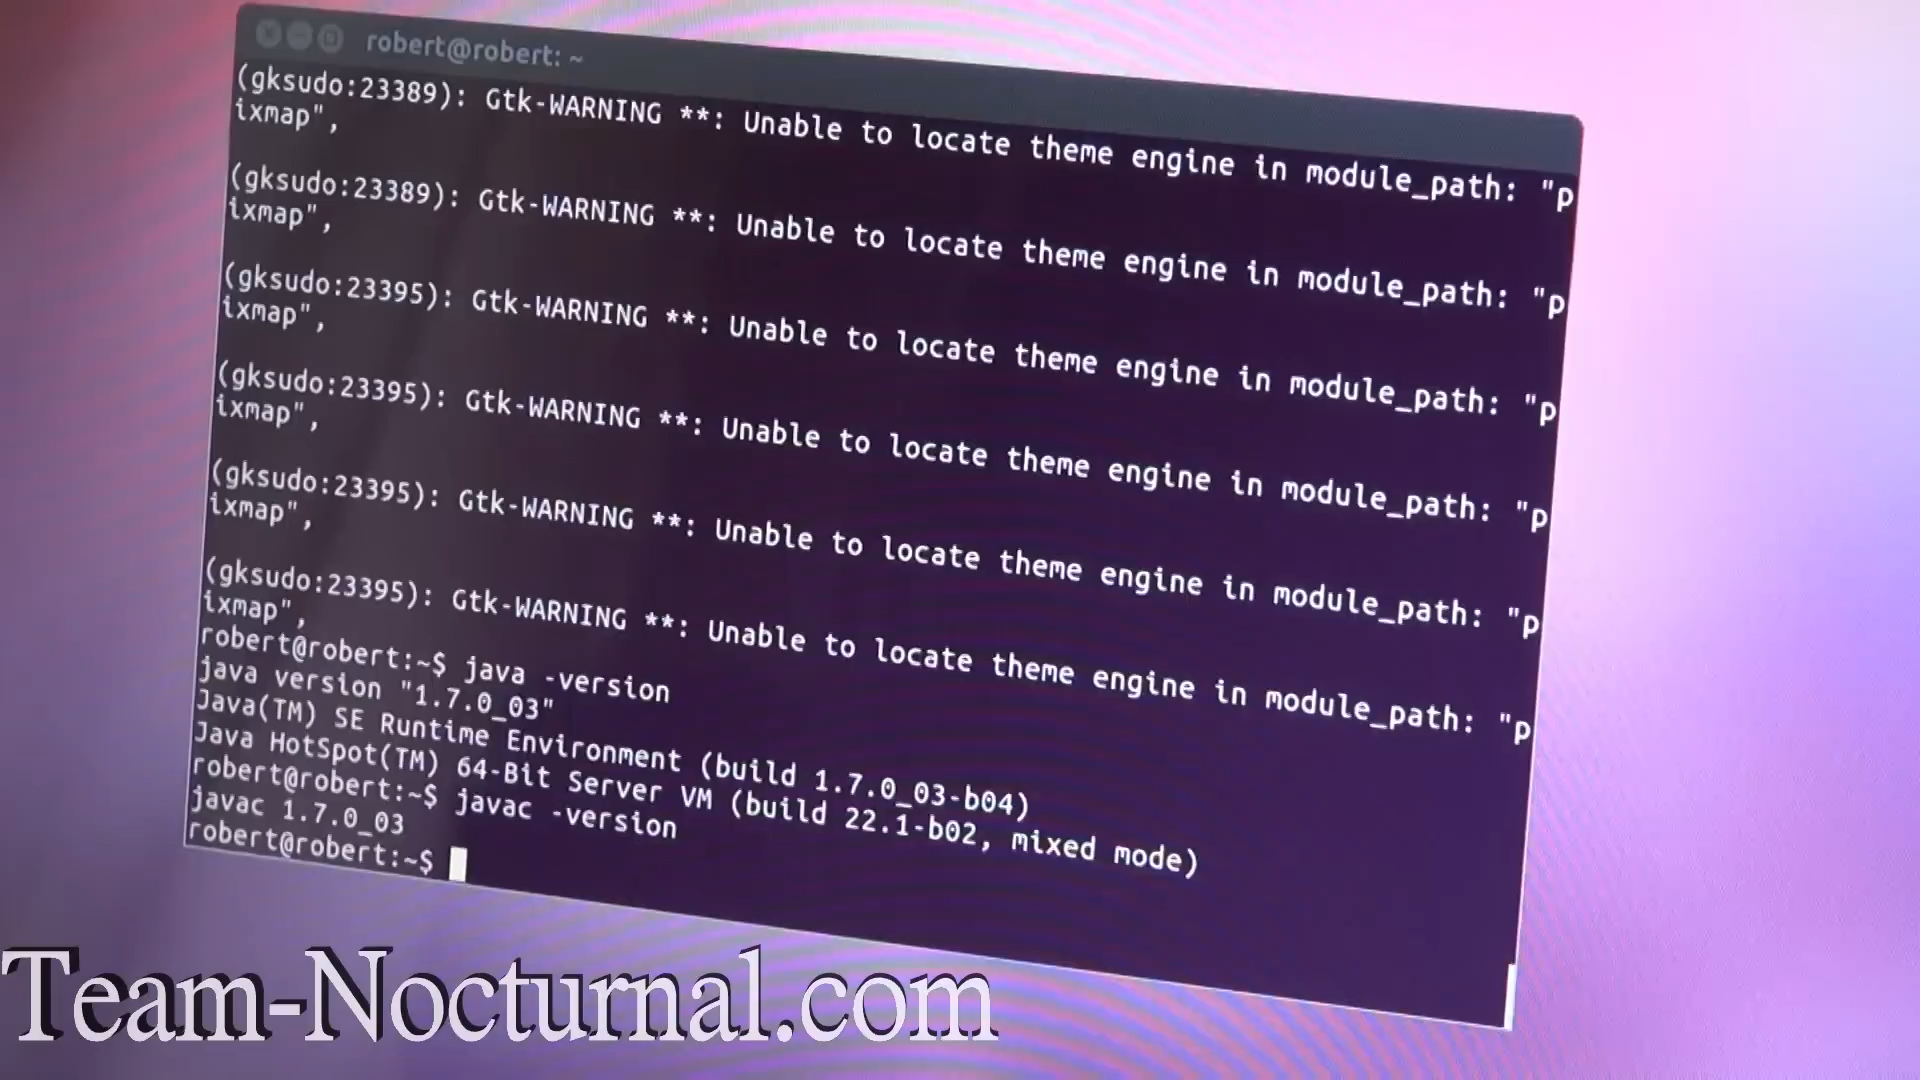 robert@robert: ~
(gksudo:23389): Gtk-WARNING **: Unable to locate theme engine in module_path: "p
ixmap",
(gksudo:23389): Gtk-WARNING **: Unable to locate theme engine in module_path: "p
ixmap",
(gksudo:23395): Gtk-WARNING **: Unable to locate theme engine in module_path: "p
ixmap",
(gksudo:23395): Gtk-WARNING **: Unable to locate theme engine in module_path: "p
ixmap",
(gksudo:23395): Gtk-WARNING **: Unable to locate theme engine in module_path: "p
ixmap",
(gksudo:23395): Gtk-WARNING **: Unable to locate theme engine in module_path: "p
ixmap",
robert@robert:~$ java -version
java version "1.7.0_03"
Java(TM) SE Runtime Environment (build 1.7.0_03-b04)
Java HotSpot(TM) 64-Bit Server VM (build 22.1-b02, mixed mode)
robert@robert:~$ javac -version
javac 1.7.0_03
robert@robert:~$
Team-Nocturnal.com